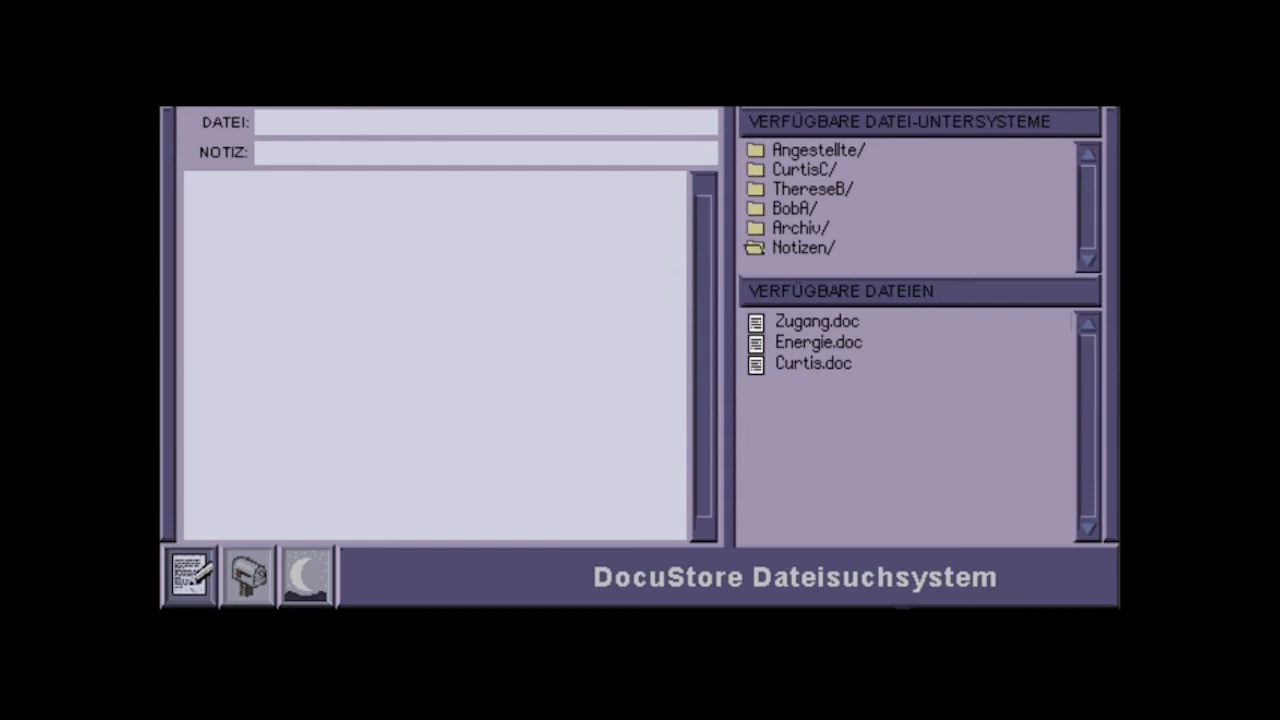 DATEI:
NOTIZ:
VERFÜGBARE DATEI-UNTERSYSTEME
Angestellte/
CurtisC/
ThereseB/
BobA/
Archiv/
Notizen/
VERFÜGBARE DATEIEN
Zugang.doc
Energie.doc
Curtis.doc
DocuStore Dateisuchsystem